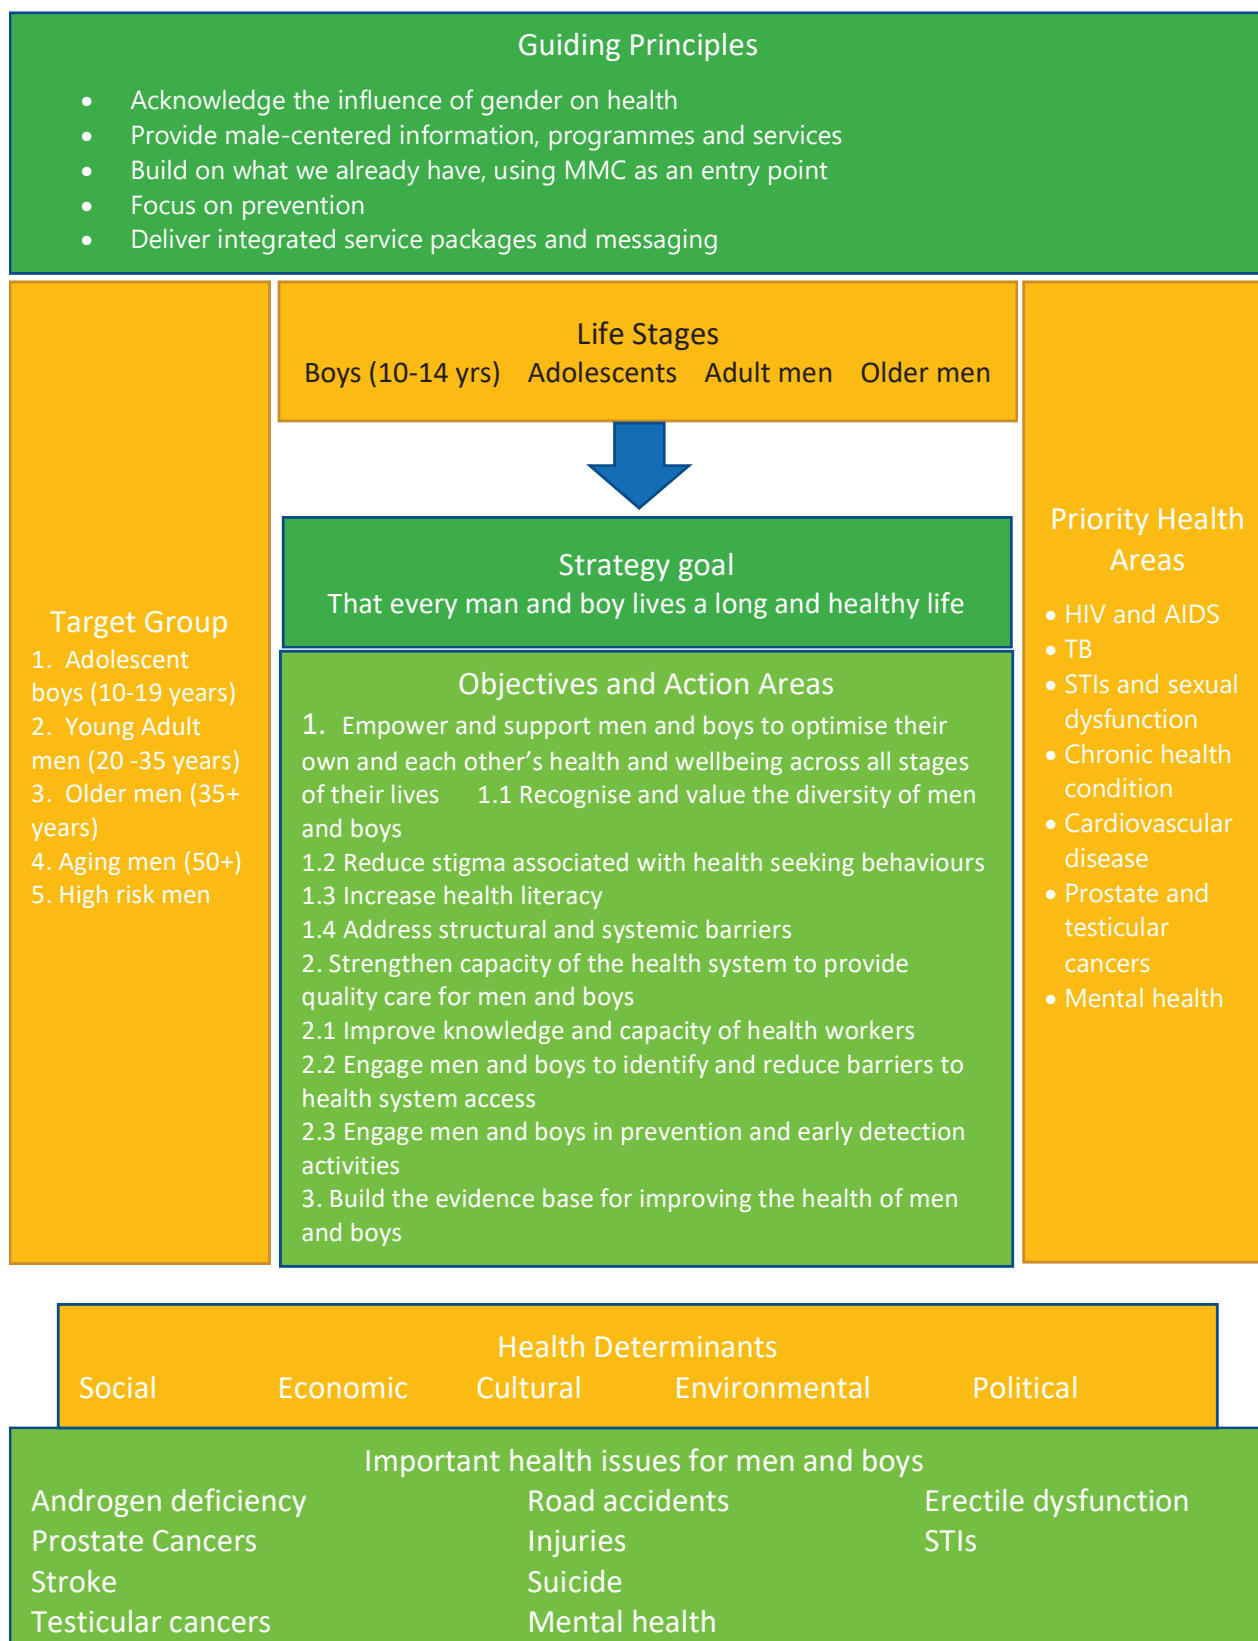 Guiding Principles
• Acknowledge the influence of gender on health
• Provide male-centered information, programmes and services
• Build on what we already have, using MMC as an entry point
• Focus on prevention
• Deliver integrated service packages and messaging
Life Stages
Boys (10-14 yrs) Adolescents Adult men Older men
Strategy goal
That every man and boy lives a long and healthy life
Target Group
1. Adolescent
boys (10-19 years)
2. Young Adult
men (20 -35 years)
3. Older men (35+
years)
4. Aging men (50+)
5. High risk men
Objectives and Action Areas
1. Empower and support men and boys to optimise their
own and each other’s health and wellbeing across all stages
of their lives 1.1 Recognise and value the diversity of men
and boys
1.2 Reduce stigma associated with health seeking behaviours
1.3 Increase health literacy
1.4 Address structural and systemic barriers
2. Strengthen capacity of the health system to provide
quality care for men and boys
2.1 Improve knowledge and capacity of health workers
2.2 Engage men and boys to identify and reduce barriers to
health system access
2.3 Engage men and boys in prevention and early detection
activities
3. Build the evidence base for improving the health of men
and boys
Priority Health
Areas
• HIV and AIDS
• TB
• STIs and sexual
dysfunction
• Chronic health
condition
• Cardiovascular
disease
• Prostate and
testicular
cancers
• Mental health
Health Determinants
Social Economic Cultural Environmental Political
Important health issues for men and boys
Androgen deficiency Road accidents Erectile dysfunction
Prostate Cancers Injuries STIs
Stroke Suicide
Testicular cancers Mental health